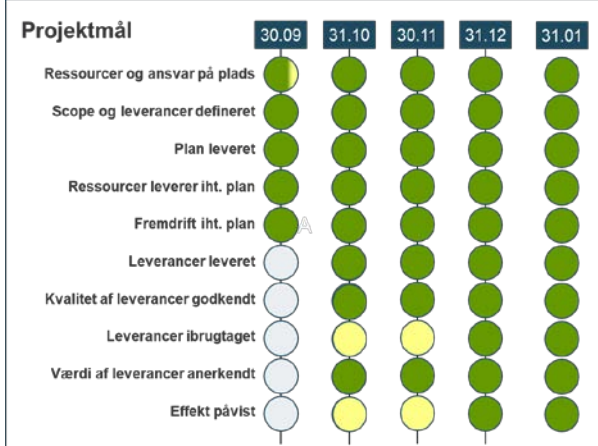 Projektmål
30.09 31.10 30.11 31.12 31.01
Ressourcer og ansvar på plads
Scope og leverancer defineret
Plan leveret
Ressourcer leverer iht. plan
Fremdrift iht. plan
A
Leverancer leveret
Kvalitet af leverancer godkendt
Leverancer ibrugtaget
Værdi af leverancer anerkendt
Effekt påvist